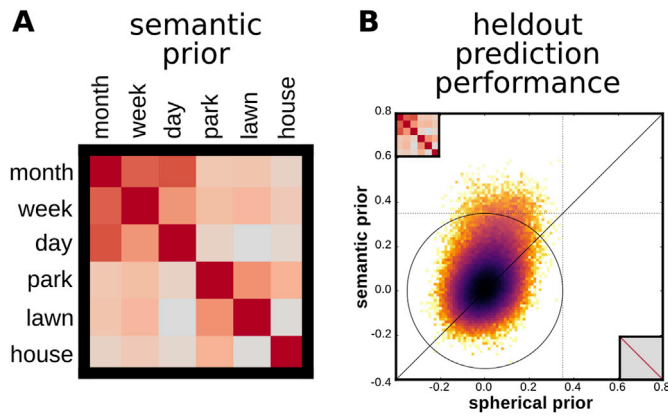 A
semantic
prior
month
week
day
park
lawn
house
month
week
day
park
lawn
house
B
heldout
prediction
performance
0.8
0.6
0.4
0.2
0.0
-0.2
-0.4
semantic prior
-0.2 0.0 0.2 0.4 0.6 0.8
spherical prior